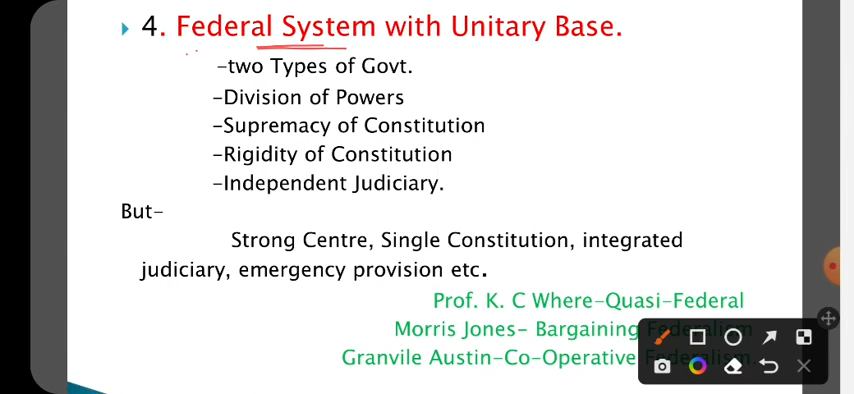 4. Federal System with Unitary Base.
-two Types of Govt.
-Division of Powers
-Supremacy of Constitution
-Rigidity of Constitution
-Independent Judiciary.
But-
Strong Centre, Single Constitution, integrated
judiciary, emergency provision etc.
Prof. K. C Where-Quasi-Federal
Morris Jones- Bargaining Federalism
Granvile Austin-Co-Operative Federalism.